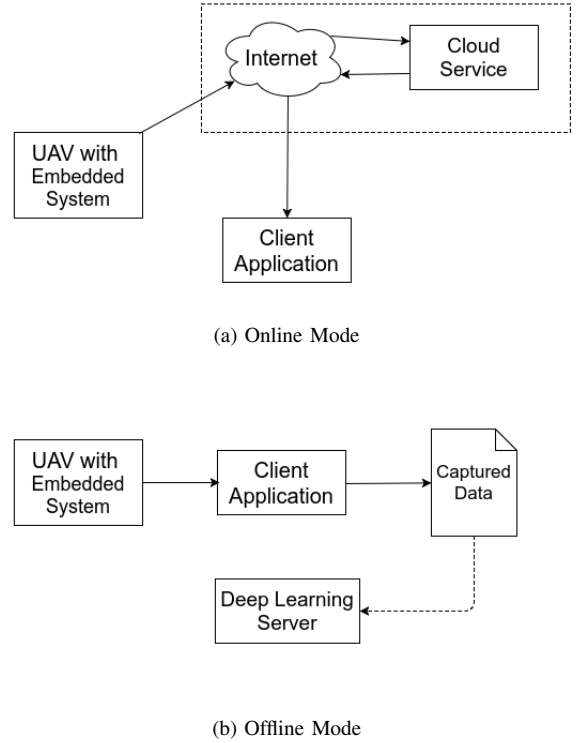 Internet
Cloud
Service
UAV with
Embedded
System
Client
Application
(a) Online Mode
UAV with
Embedded
System
Client
Application
Captured
Data
Deep Learning
Server
(b) Offline Mode